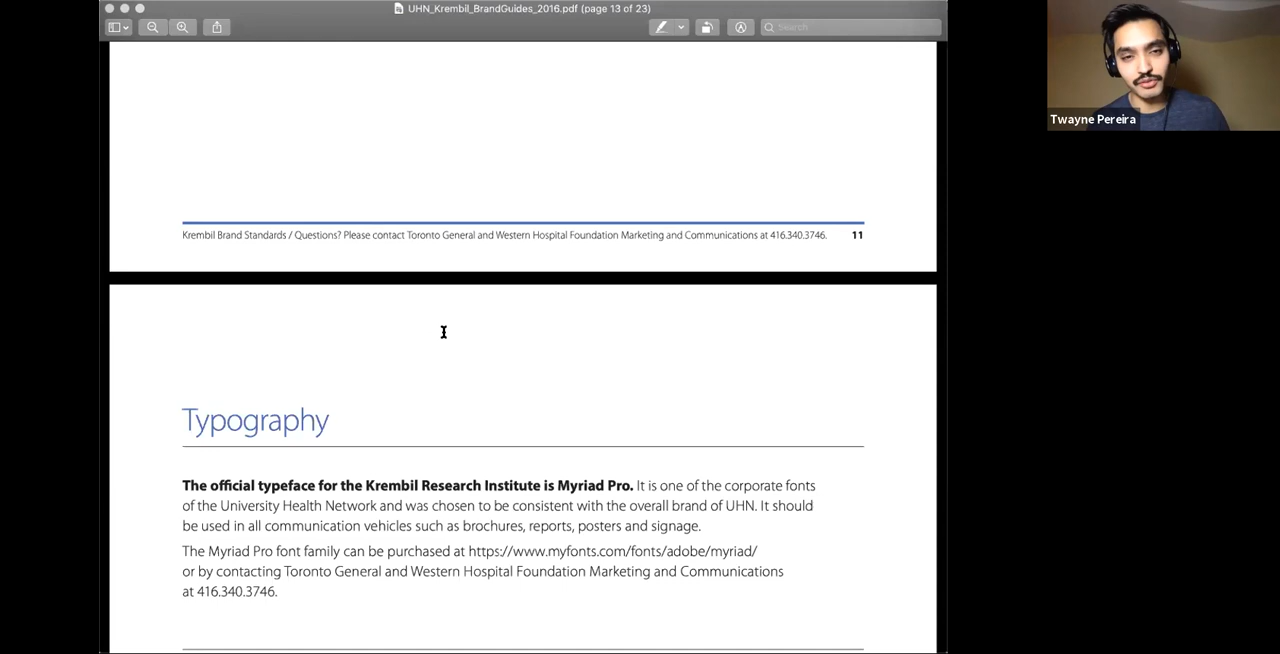 UHN_Krembil_BrandGuides_2016.pdf (page 13 of 23)
Search
Twayne Pereira
Krembil Brand Standards / Questions? Please contact Toronto General and Western Hospital Foundation Marketing and Communications at 416.340.3746. 11
Typography
The official typeface for the Krembil Research Institute is Myriad Pro. It is one of the corporate fonts
of the University Health Network and was chosen to be consistent with the overall brand of UHN. It should
be used in all communication vehicles such as brochures, reports, posters and signage.
The Myriad Pro font family can be purchased at https://www.myfonts.com/fonts/adobe/myriad/
or by contacting Toronto General and Western Hospital Foundation Marketing and Communications
at 416.340.3746.